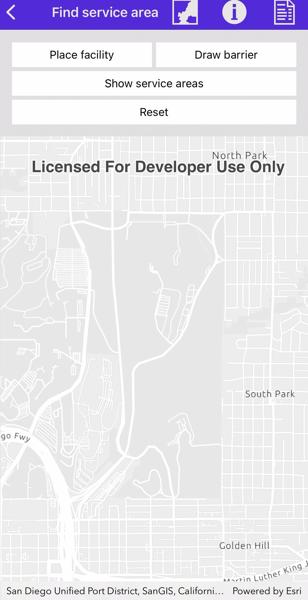 Find service area
Place facility
Draw barrier
Show service areas
Reset
North Park
Licensed For Developer Use Only
South Park
go Fwy
Golden Hill
Martin Luther King J
San Diego Unified Port District, SanGIS, Californi... Powered by Esri